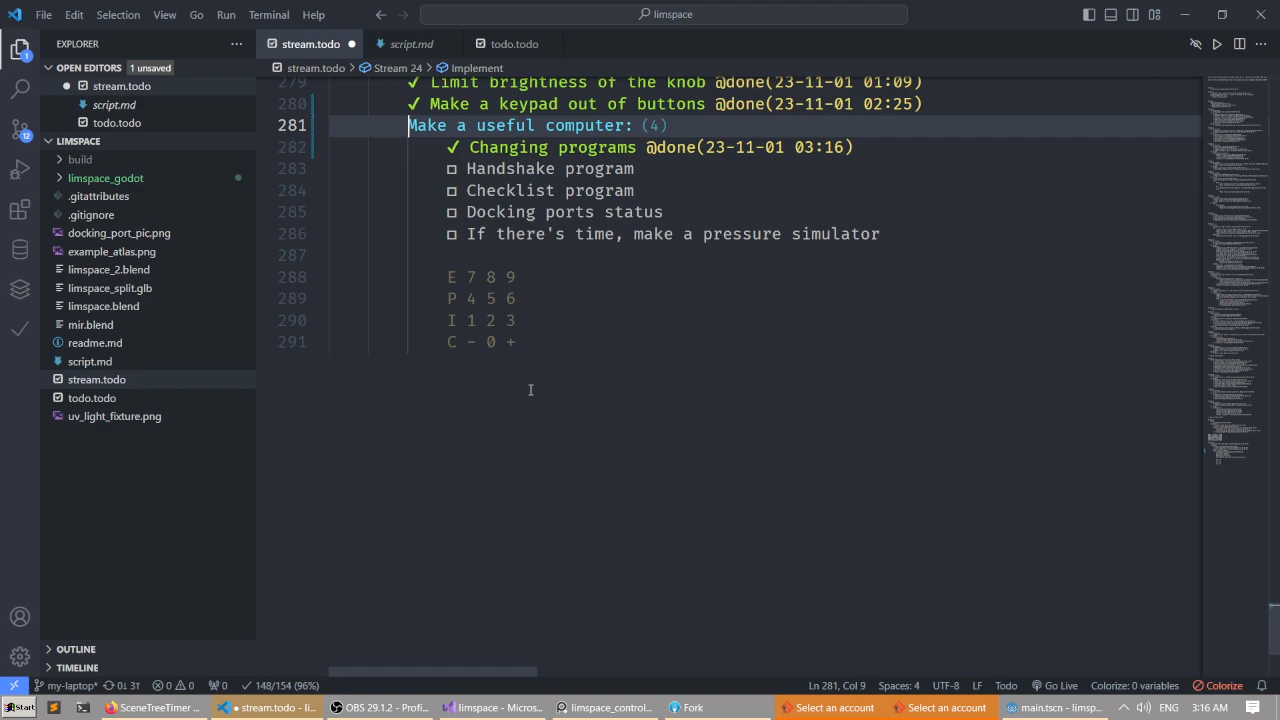 File Edit Selection View Go Run Terminal Help
limspace
EXPLORER
stream.todo
script.md
todo.todo
OPEN EDITORS 1 unsaved
stream.todo > Stream 24 > Implement
stream.todo
script.md
todo.todo
LIMSPACE
build
limspace_godot
.gitattributes
.gitignore
docking_port_pic.png
example_atlas.png
limspace_2.blend
limspace_split.glb
limspace.blend
mir.blend
readme.md
script.md
stream.todo
todo.todo
uv_light_fixture.png
OUTLINE
TIMELINE
279 ✓ Limit brightness of the knob @done(23-11-01 01:09)
280 ✓ Make a keypad out of buttons @done(23-11-01 02:25)
281 Make a useful computer: (4)
282 ✓ Changing programs @done(23-11-01 03:16)
283 ☐ Handshake program
284 ☐ Checklist program
285 ☐ Docking ports status
286 ☐ If ther is time, make a pressure simulator
287
288 E 7 8 9
289 P 4 5 6
290 I 1 2 3
291 C - 0 .
1
12
my-laptop* 0↓ 3↑ 0 0 0 148/154 (96%)
Ln 281, Col 9 Spaces: 4 UTF-8 LF Todo Go Live Colorize: 0 variables Colorize
Start
SceneTreeTimer ...
stream.todo - li...
OBS 29.1.2 - Profi...
limspace - Micros...
limspace_contro...
Fork
Select an account
Select an account
main.tscn - limsp...
ENG 3:16 AM